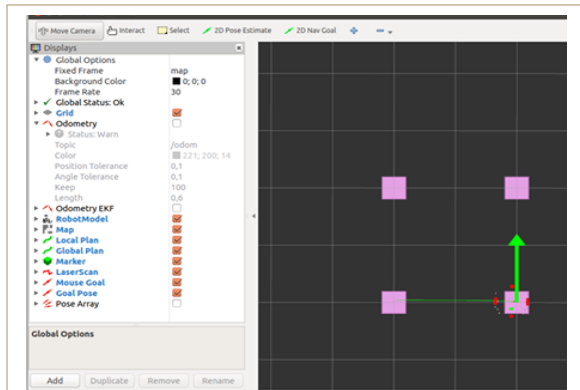 Move Camera Interact Select 2D Pose Estimate 2D Nav Goal
Displays
Global Options
Fixed Frame map
Background Color 0; 0; 0
Frame Rate 30
Global Status: Ok
Grid
Odometry
Status: Warn
Topic /odom
Color 221; 200; 14
Position Tolerance 0,1
Angle Tolerance 0,1
Keep 100
Length 0,6
Odometry EKF
RobotModel
Map
Local Plan
Global Plan
Marker
LaserScan
Mouse Goal
Goal Pose
Pose Array
Global Options
Add Duplicate Remove Rename